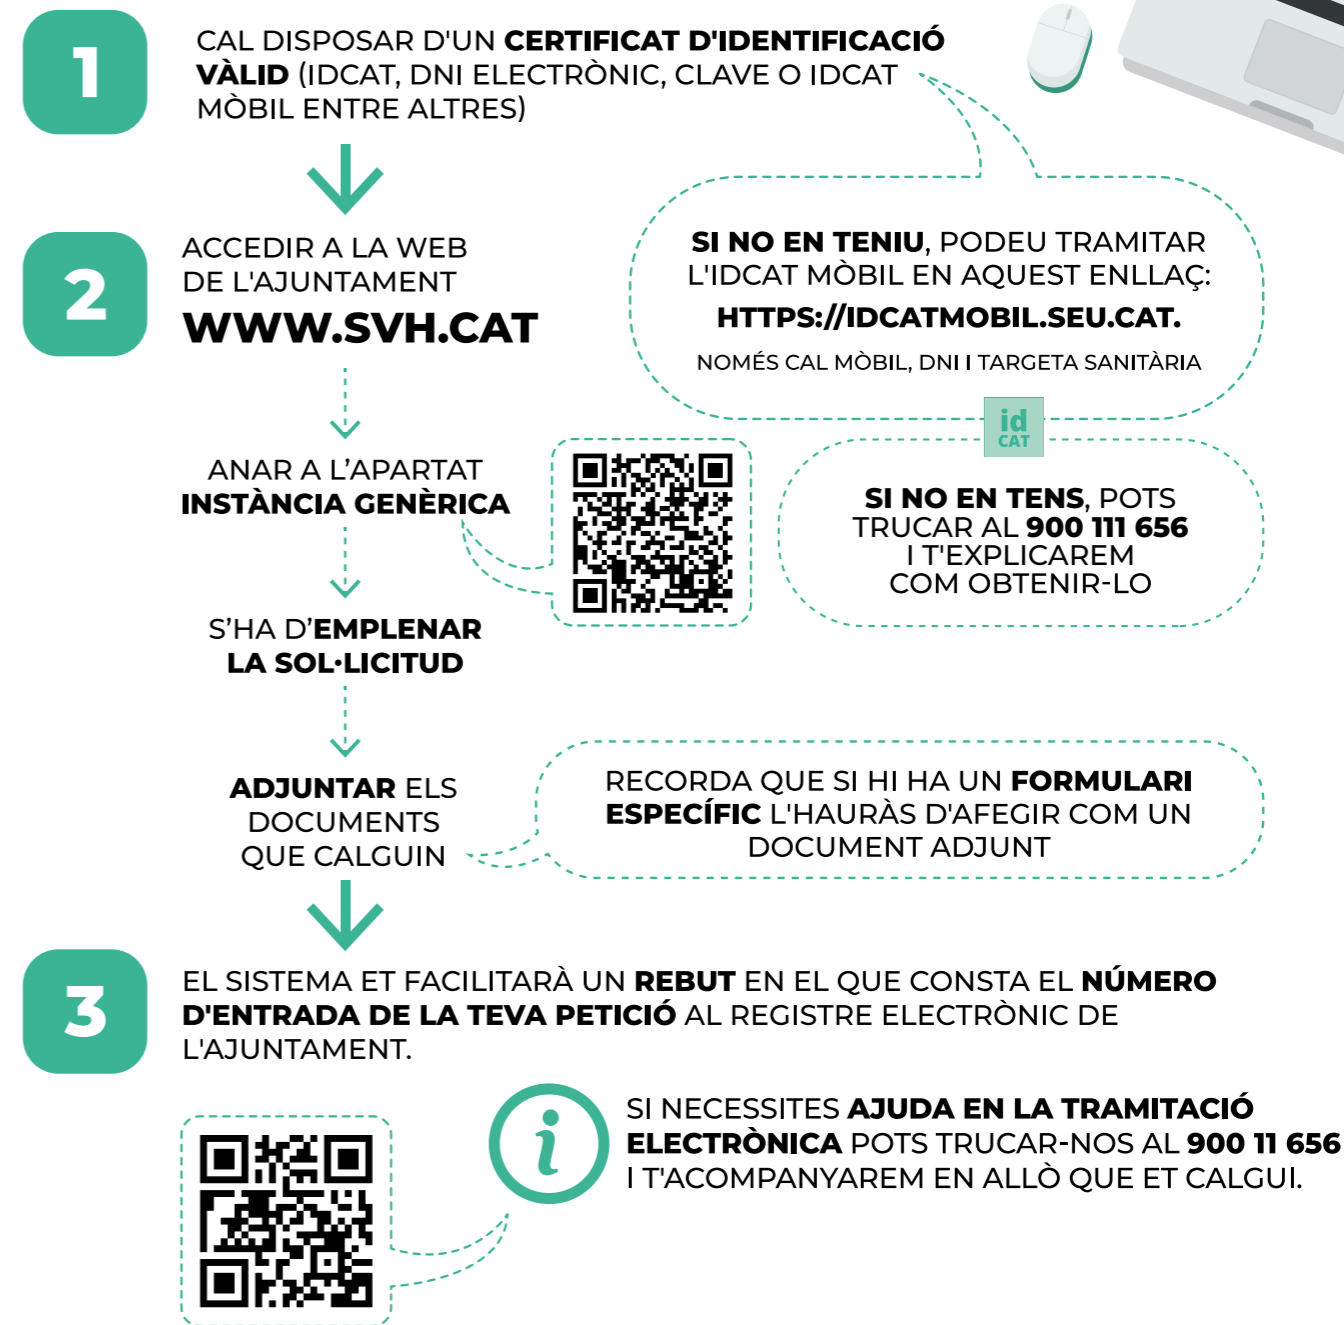 1
CAL DISPOSAR D'UN CERTIFICAT D'IDENTIFICACIÓ
VÀLID (IDCAT, DNI ELECTRÒNIC, CLAVE O IDCAT
MÒBIL ENTRE ALTRES)
2
ACCEDIR A LA WEB
DE L'AJUNTAMENT
WWW.SVH.CAT
SI NO EN TENIU, PODEU TRAMITAR
L'IDCAT MÒBIL EN AQUEST ENLLAÇ:
HTTPS://IDCATMOBIL.SEU.CAT.
NOMÉS CAL MÒBIL, DNI I TARGETA SANITÀRIA
id
CAT
ANAR A L’APARTAT
INSTÀNCIA GENÈRICA
SI NO EN TENS, POTS
TRUCAR AL 900 111 656
I T'EXPLICAREM
COM OBTENIR-LO
S’HA D’EMPLENAR
LA SOL·LICITUD
ADJUNTAR ELS
DOCUMENTS
QUE CALGUIN
RECORDA QUE SI HI HA UN FORMULARI
ESPECÍFIC L'HAURÀS D'AFEGIR COM UN
DOCUMENT ADJUNT
3
EL SISTEMA ET FACILITARÀ UN REBUT EN EL QUE CONSTA EL NÚMERO
D'ENTRADA DE LA TEVA PETICIÓ AL REGISTRE ELECTRÒNIC DE
L'AJUNTAMENT.
i
SI NECESSITES AJUDA EN LA TRAMITACIÓ
ELECTRÒNICA POTS TRUCAR-NOS AL 900 11 656
I T'ACOMPANYAREM EN ALLÒ QUE ET CALGUI.